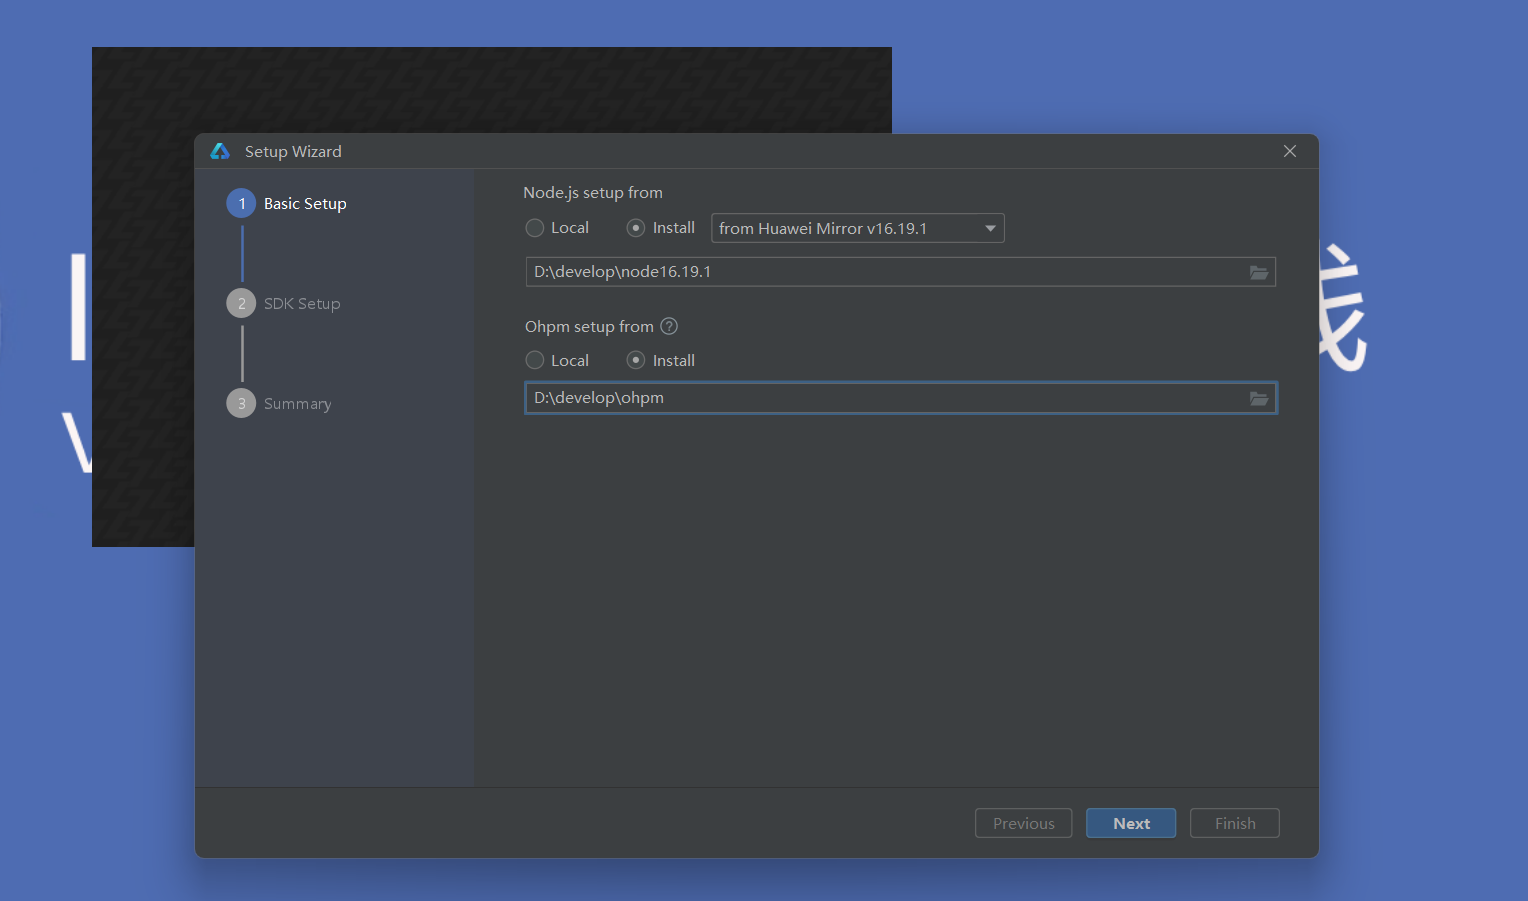 Setup Wizard
1 Basic Setup
2 SDK Setup
3 Summary
Node.js setup from
Local Install from Huawei Mirror v16.19.1
D:\develop\node16.19.1
Ohpm setup from ?
Local Install
D:\develop\ohpm
Previous Next Finish